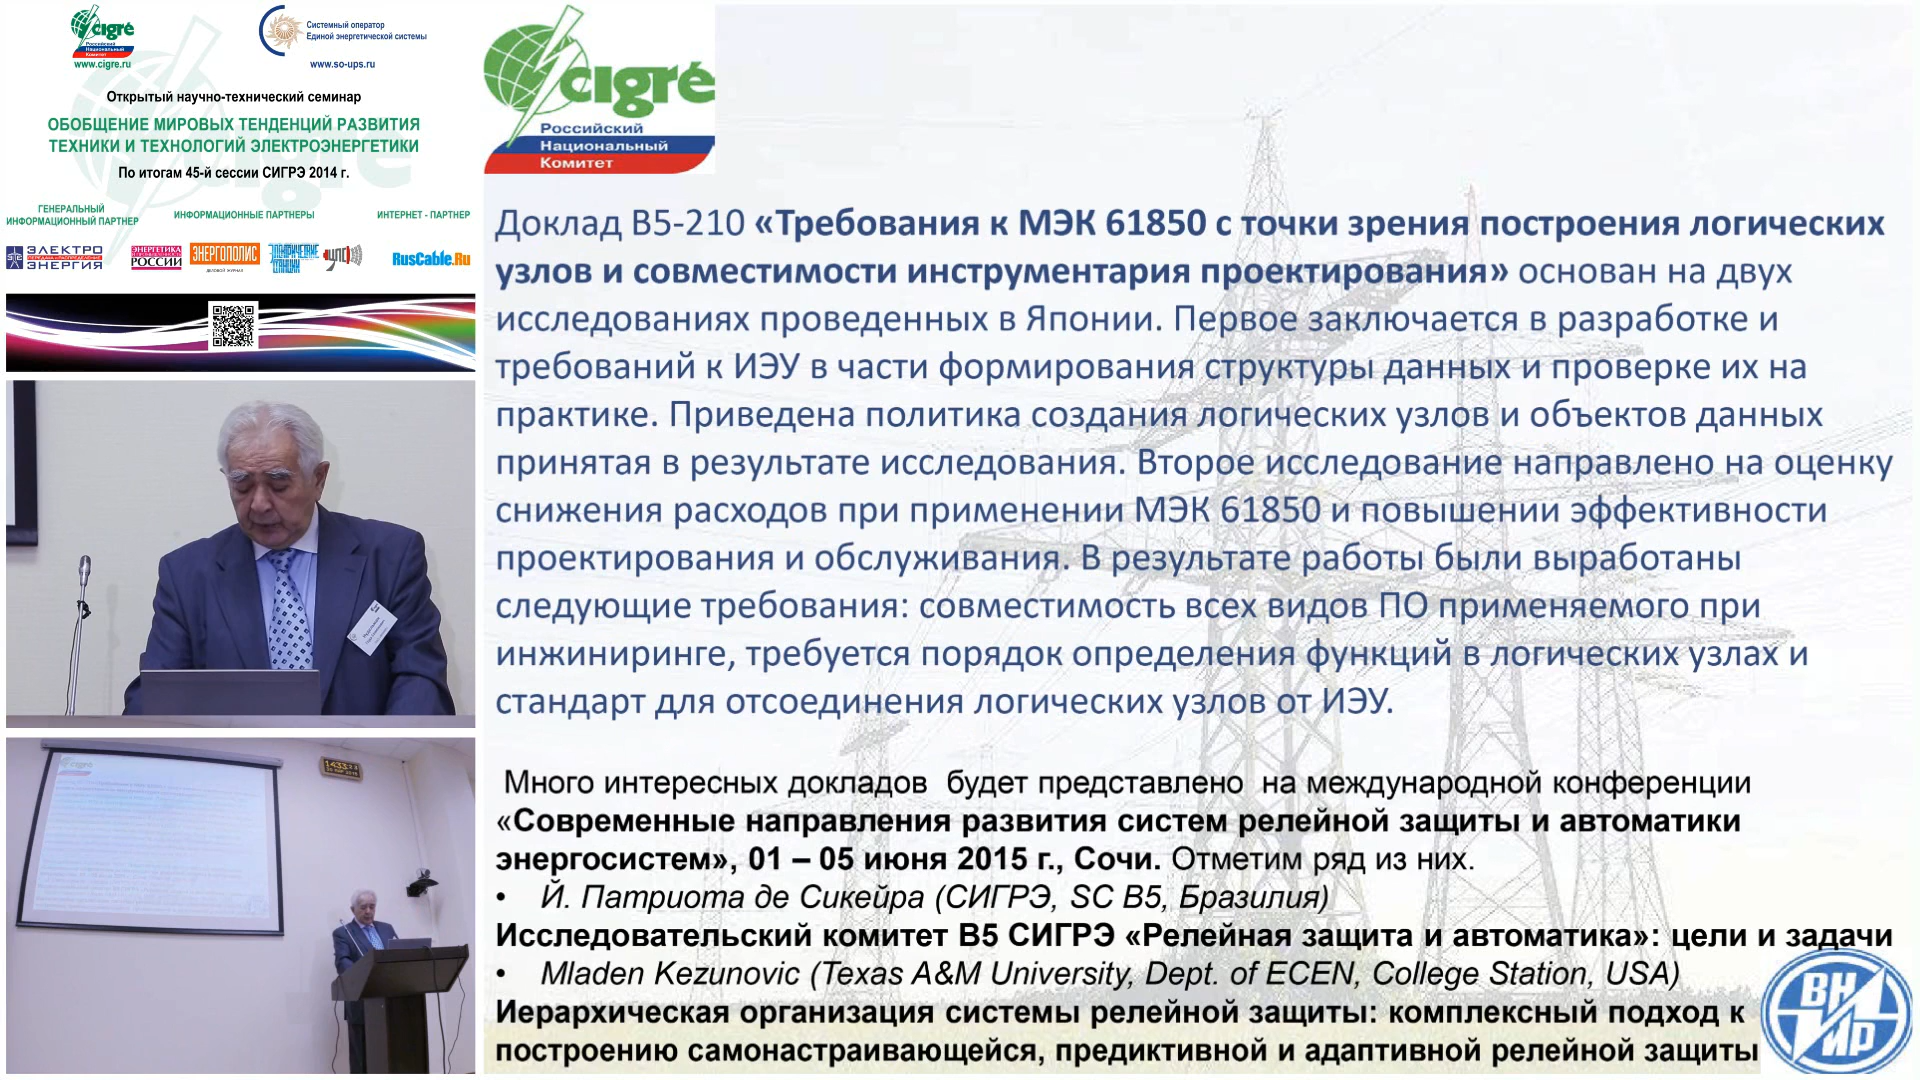 cigré
Российский
Национальный
Комитет
www.cigre.ru
Системный оператор
Единой энергетической системы
www.so-ups.ru
Открытый научно-технический семинар
ОБОБЩЕНИЕ МИРОВЫХ ТЕНДЕНЦИЙ РАЗВИТИЯ
ТЕХНИКИ И ТЕХНОЛОГИЙ ЭЛЕКТРОЭНЕРГЕТИКИ
По итогам 45-й сессии СИГРЭ 2014 г.
ГЕНЕРАЛЬНЫЙ
ИНФОРМАЦИОННЫЙ ПАРТНЕР
ИНФОРМАЦИОННЫЕ ПАРТНЕРЫ
ИНТЕРНЕТ - ПАРТНЕР
ЭЛЕКТРО
ЭНЕРГИЯ
ЭНЕРГЕТИКА
РОССИИ
ЭНЕРГОПОЛИС
ДЕЛОВОЙ ЖУРНАЛ
RusCable.Ru
cigré
Российский
Национальный
Комитет
Доклад В5-210 «Требования к МЭК 61850 с точки зрения построения логических
узлов и совместимости инструментария проектирования» основан на двух
исследованиях проведенных в Японии. Первое заключается в разработке и
требований к ИЭУ в части формирования структуры данных и проверке их на
практике. Приведена политика создания логических узлов и объектов данных
принятая в результате исследования. Второе исследование направлено на оценку
снижения расходов при применении МЭК 61850 и повышении эффективности
проектирования и обслуживания. В результате работы были выработаны
следующие требования: совместимость всех видов ПО применяемого при
инжиниринге, требуется порядок определения функций в логических узлах и
стандарт для отсоединения логических узлов от ИЭУ.
Много интересных докладов будет представлено на международной конференции
«Современные направления развития систем релейной защиты и автоматики
энергосистем», 01 – 05 июня 2015 г., Сочи. Отметим ряд из них.
• Й. Патриота де Сикейра (СИГРЭ, SC B5, Бразилия)
Исследовательский комитет В5 СИГРЭ «Релейная защита и автоматика»: цели и задачи
• Mladen Kezunovic (Texas A&M University, Dept. of ECEN, College Station, USA)
Иерархическая организация системы релейной защиты: комплексный подход к
построению самонастраивающейся, предиктивной и адаптивной релейной защиты
ВНИИР